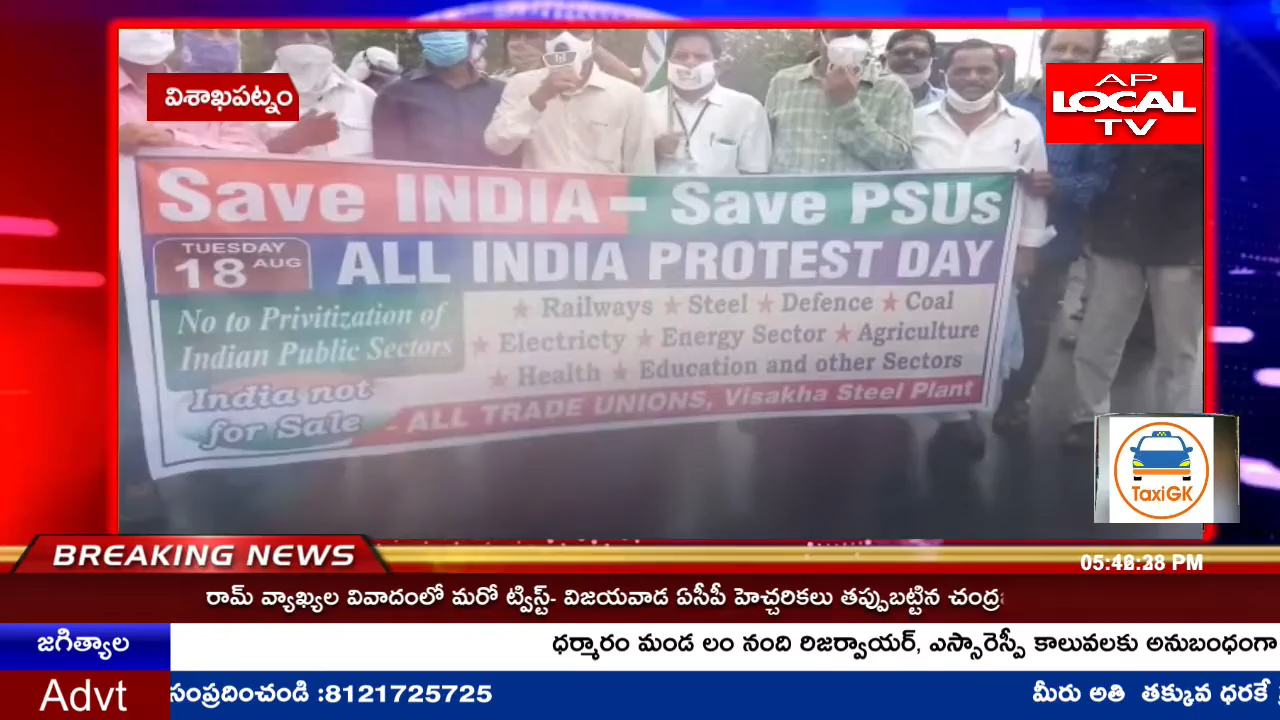 విశాఖపట్నం
AP
LOCAL
TV
Save INDIA - Save PSUs
TUESDAY
18 AUG
ALL INDIA PROTEST DAY
No to Privitization of
Indian Public Sectors
India not
for Sale
★ Railways ★ Steel ★ Defence ★ Coal
★ Electricty ★ Energy Sector ★ Agriculture
★ Health ★ Education and other Sectors
- ALL TRADE UNIONS, Visakha Steel Plant
TaxiGK
BREAKING NEWS
రామ్ వ్యాఖ్యల వివాదంలో మరో ట్విస్ట్- విజయవాడ ఏసీపీ హెచ్చరికలు తప్పుబట్టిన
జగిత్యాల
ధర్మారం మండ లం నంది రిజర్వాయర్, ఎస్సారెస్పీ కాలువలకు అనుబంధంగా
Advt
సంప్రదించండి :8121725725 మీరు అతి తక్కువ ధరకే